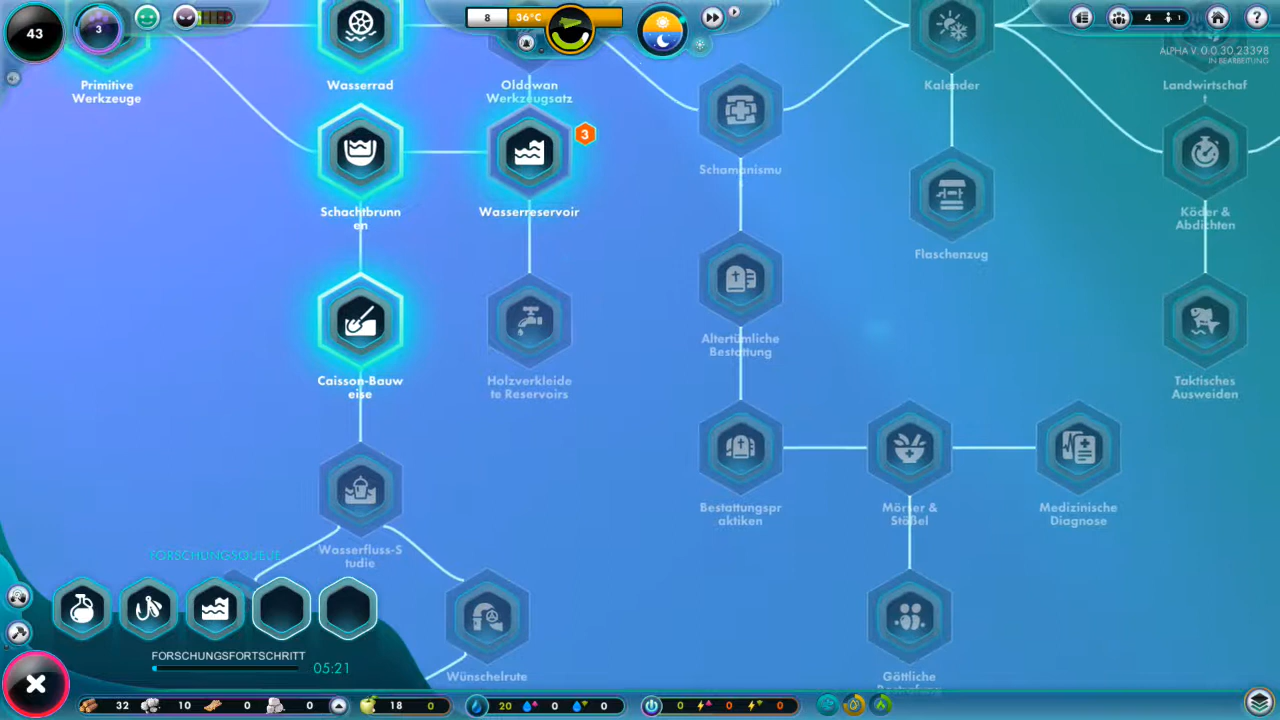 43
3
8
36°C
4
1
?
ALPHA V. 0.0.30.23398
IN BEARBEITUNG
Primitive
Werkzeuge
Wasserrad
Oldowan
Werkzeugsatz
Kalender
Landwirtschaf
t
3
Schamanismu
s
Schachtbrunn
en
Wasserreservoir
Köder &
Abdichten
Flaschenzug
Altertümliche
Bestattung
Caisson-Bauw
eise
Holzverkleide
te Reservoirs
Taktisches
Ausweiden
Bestattungspr
aktiken
Mörser &
Stößel
Medizinische
Diagnose
Wasserfluss-S
tudie
FORSCHUNGSQUEUE
Wünschelrute
Göttliche
Bestrafung
FORSCHUNGSFORTSCHRITT
05:21
32
10
0
0
18
0
20
0
0
0
0
0